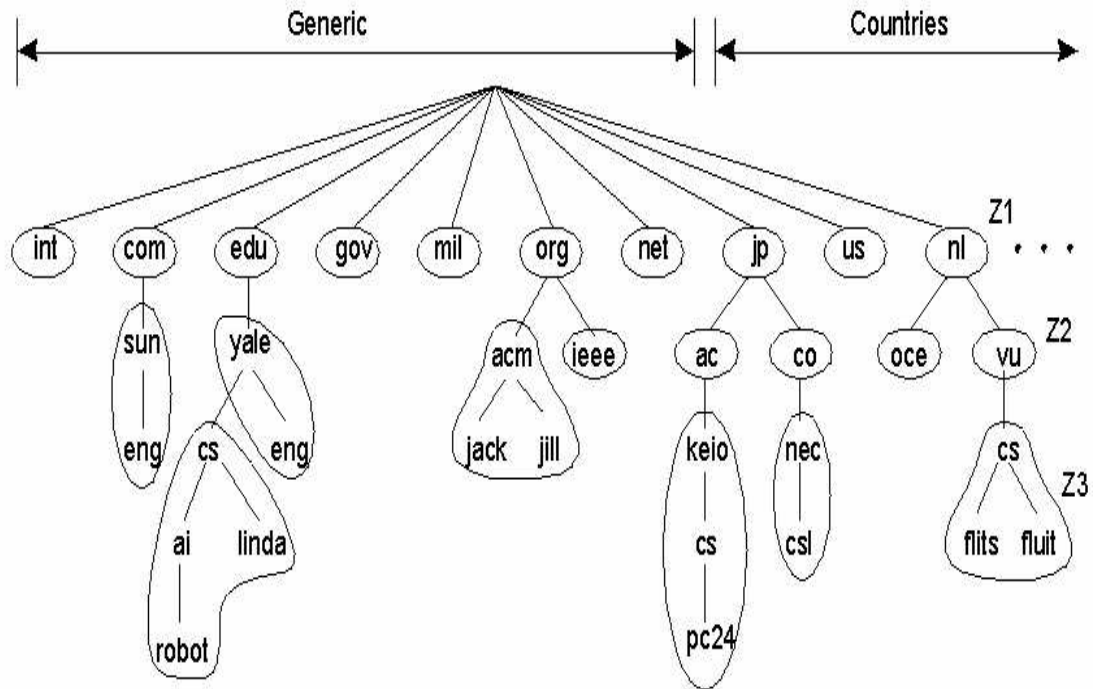 Generic Countries
Z1
int com edu gov mil org net jp us nl . . .
Z2
sun yale acm ieee ac co oce vu
eng cs eng jack jill keio nec cs
Z3
ai linda cs csl flits fluit
robot pc24